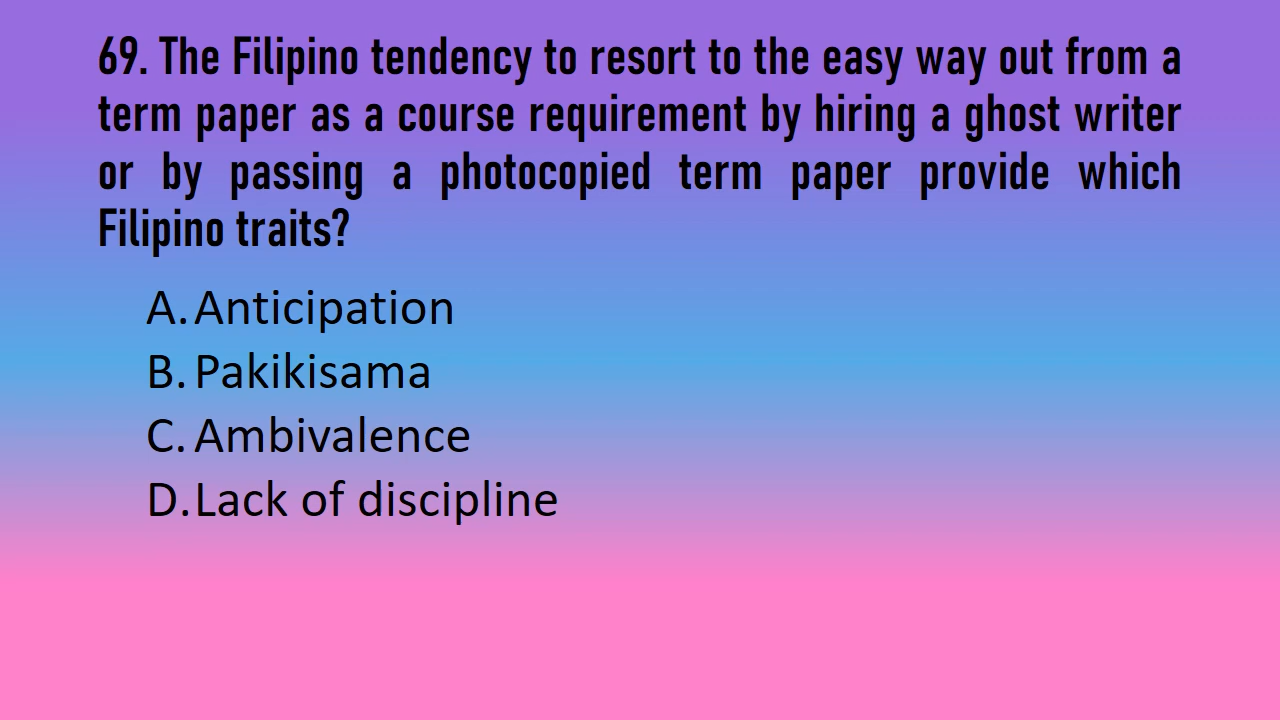 69. The Filipino tendency to resort to the easy way out from a
term paper as a course requirement by hiring a ghost writer
or by passing a photocopied term paper provide which
Filipino traits?
A. Anticipation
B. Pakikisama
C. Ambivalence
D. Lack of discipline